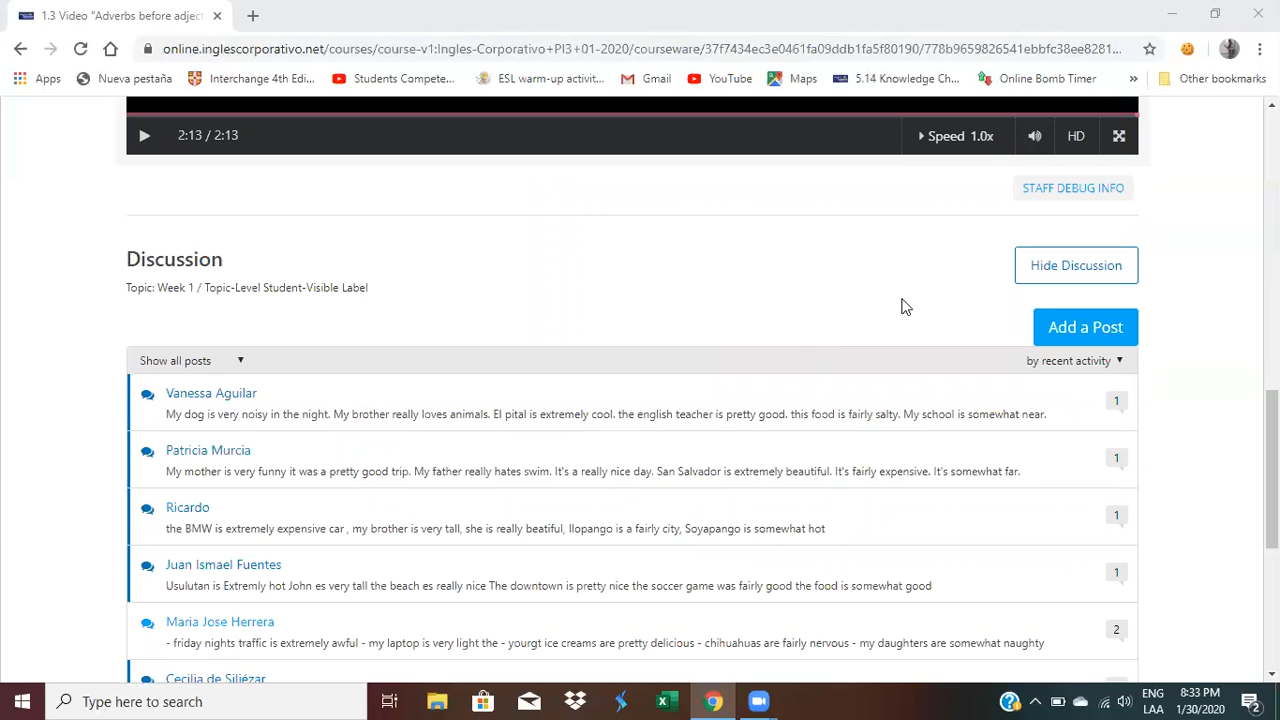 1.3 Video "Adverbs before adject
online.inglescorporativo.net/courses/course-v1:Ingles-Corporativo+PI3+01-2020/courseware/37f7434ec3e0461fa09ddb1fa5f80190/778b9659826541ebbfc38ee8281...
Apps Nueva pestaña Interchange 4th Edi... Students Compete... ESL warm-up activit... Gmail YouTube Maps 5.14 Knowledge Ch... Online Bomb Timer » Other bookmarks
2:13 / 2:13 Speed 1.0x HD
STAFF DEBUG INFO
Discussion
Hide Discussion
Topic: Week 1 / Topic-Level Student-Visible Label
Add a Post
Show all posts by recent activity
Vanessa Aguilar
My dog is very noisy in the night. My brother really loves animals. El pital is extremely cool. the english teacher is pretty good. this food is fairly salty. My school is somewhat near. 1
Patricia Murcia
My mother is very funny it was a pretty good trip. My father really hates swim. It's a really nice day. San Salvador is extremely beautiful. It's fairly expensive. It's somewhat far. 1
Ricardo
the BMW is extremely expensive car , my brother is very tall, she is really beatiful, Ilopango is a fairly city, Soyapango is somewhat hot 1
Juan Ismael Fuentes
Usulutan is Extremly hot John es very tall the beach es really nice The downtown is pretty nice the soccer game was fairly good the food is somewhat good 1
Maria Jose Herrera
- friday nights traffic is extremely awful - my laptop is very light the - yourgt ice creams are pretty delicious - chihuahuas are fairly nervous - my daughters are somewhat naughty 2
Cecilia de Siliézar
Type here to search
ENG
LAA
8:33 PM
1/30/2020
2